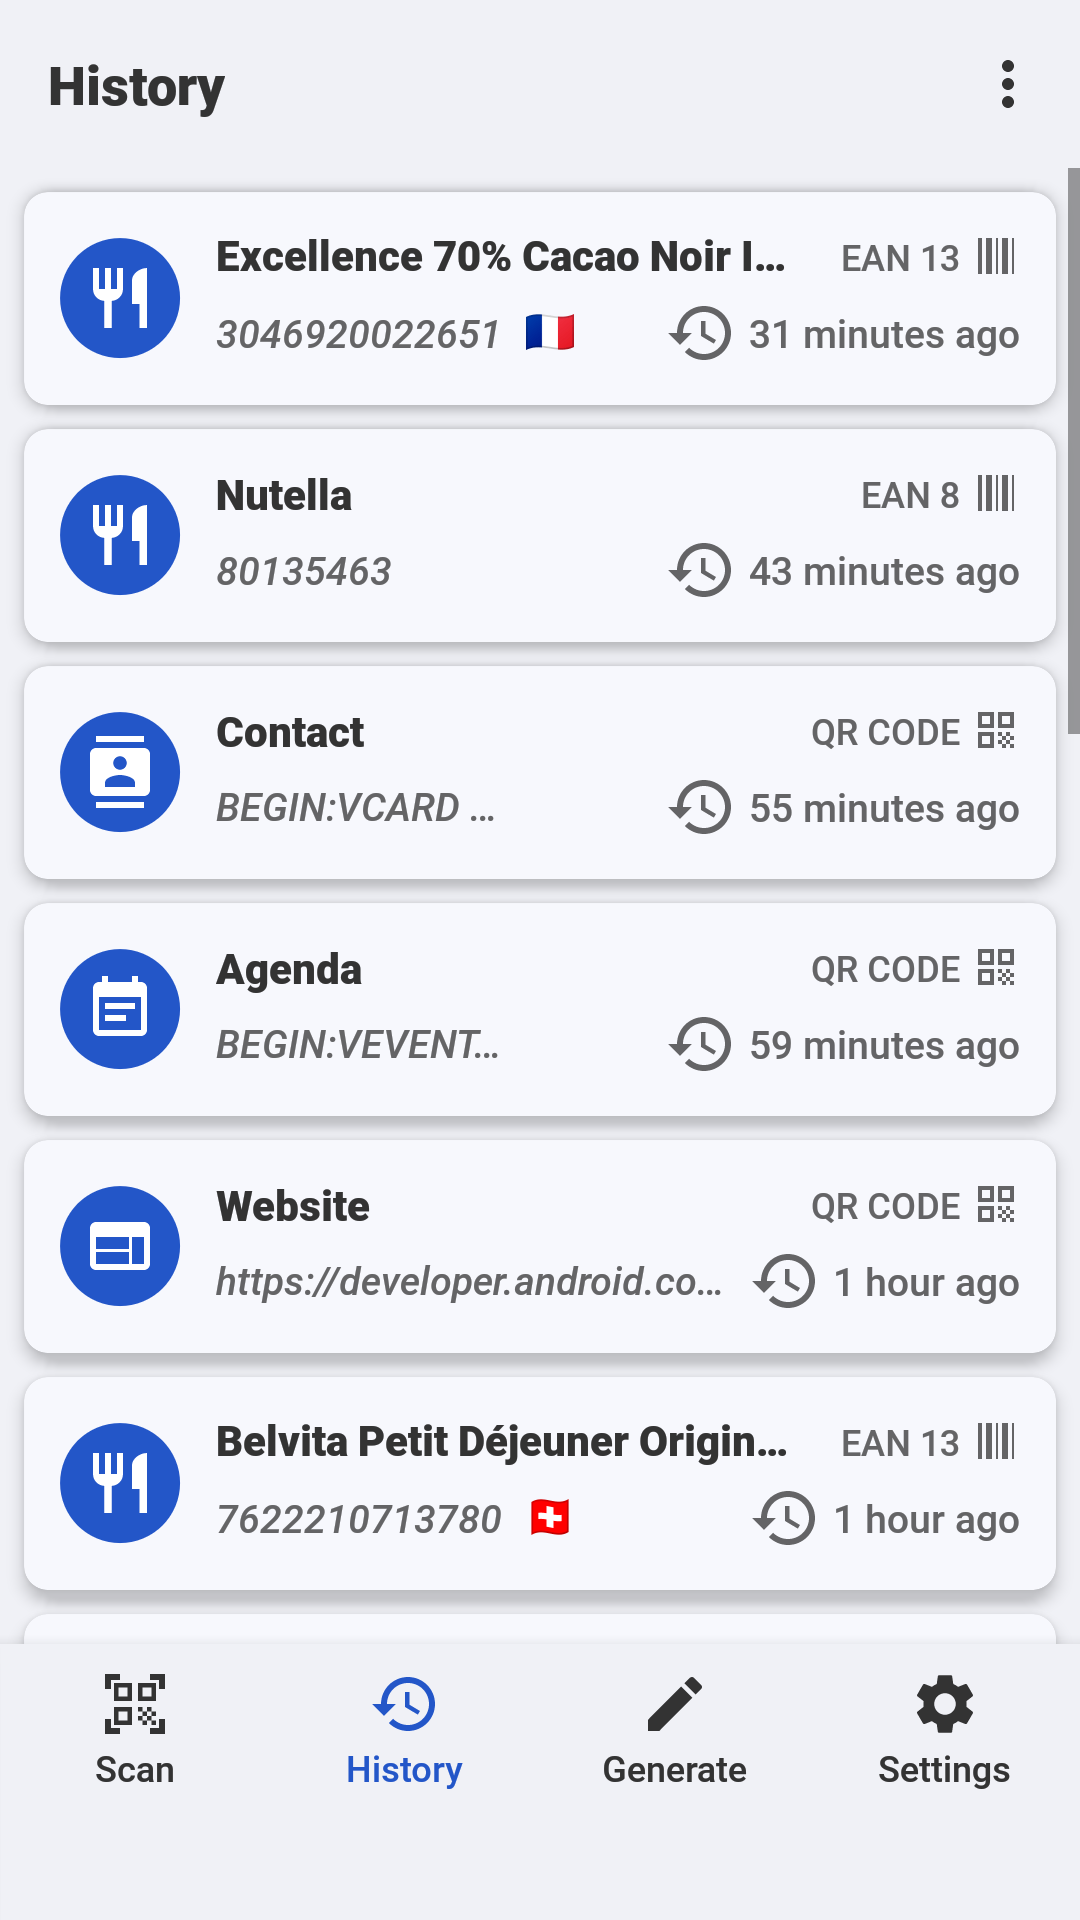 History
Excellence 70% Cacao Noir I... EAN 13
3046920022651 31 minutes ago
Nutella EAN 8
80135463 43 minutes ago
Contact QR CODE
BEGIN:VCARD ... 55 minutes ago
Agenda QR CODE
BEGIN:VEVENT... 59 minutes ago
Website QR CODE
https://developer.android.co... 1 hour ago
Belvita Petit Déjeuner Origin... EAN 13
7622210713780 1 hour ago
Scan History Generate Settings